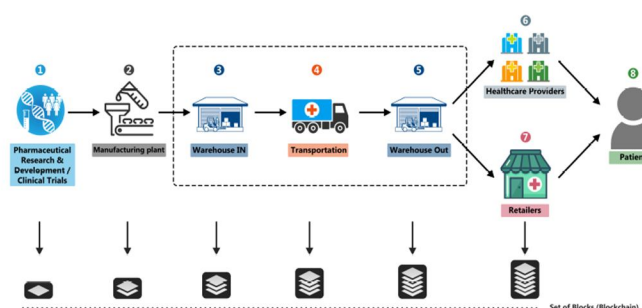 1
2
3
4
5
6
7
8
Pharmaceutical
Research &
Development /
Clinical Trials
Manufacturing plant
Warehouse IN
Transportation
Warehouse Out
Healthcare Providers
Retailers
Patien
Set of Blocks (Blockchain)